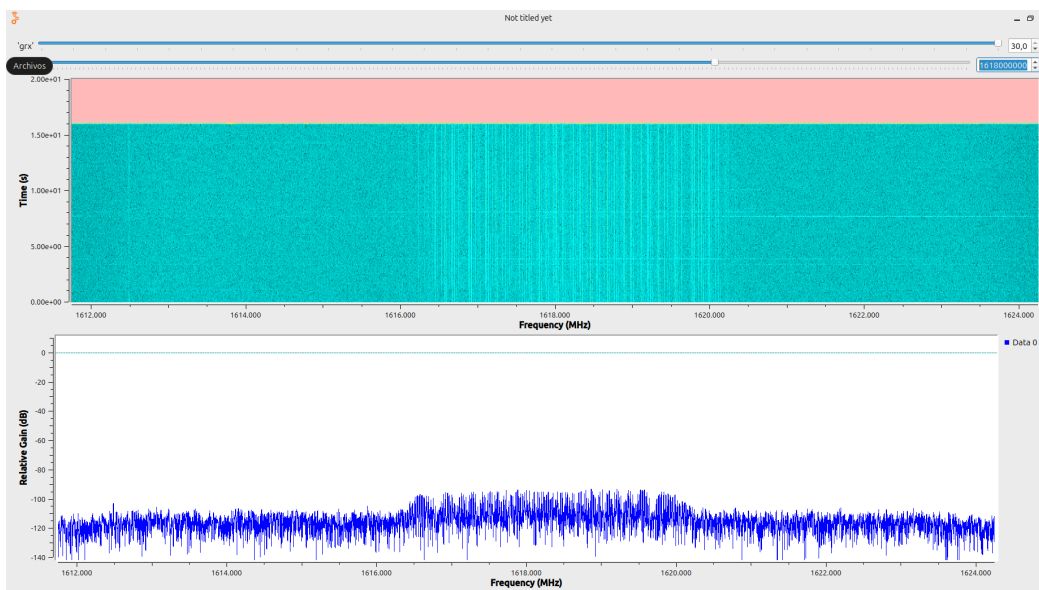 Not titled yet
'grx'
30,0
Archivos
1618000000
2.00e+01
1.50e+01
1.00e+01
5.00e+00
0.00e+00
Time (s)
1612.000 1614.000 1616.000 1618.000 1620.000 1622.000 1624.000
Frequency (MHz)
Data 0
0
-20
-40
-60
-80
-100
-120
-140
Relative Gain (dB)
1612.000 1614.000 1616.000 1618.000 1620.000 1622.000 1624.000
Frequency (MHz)